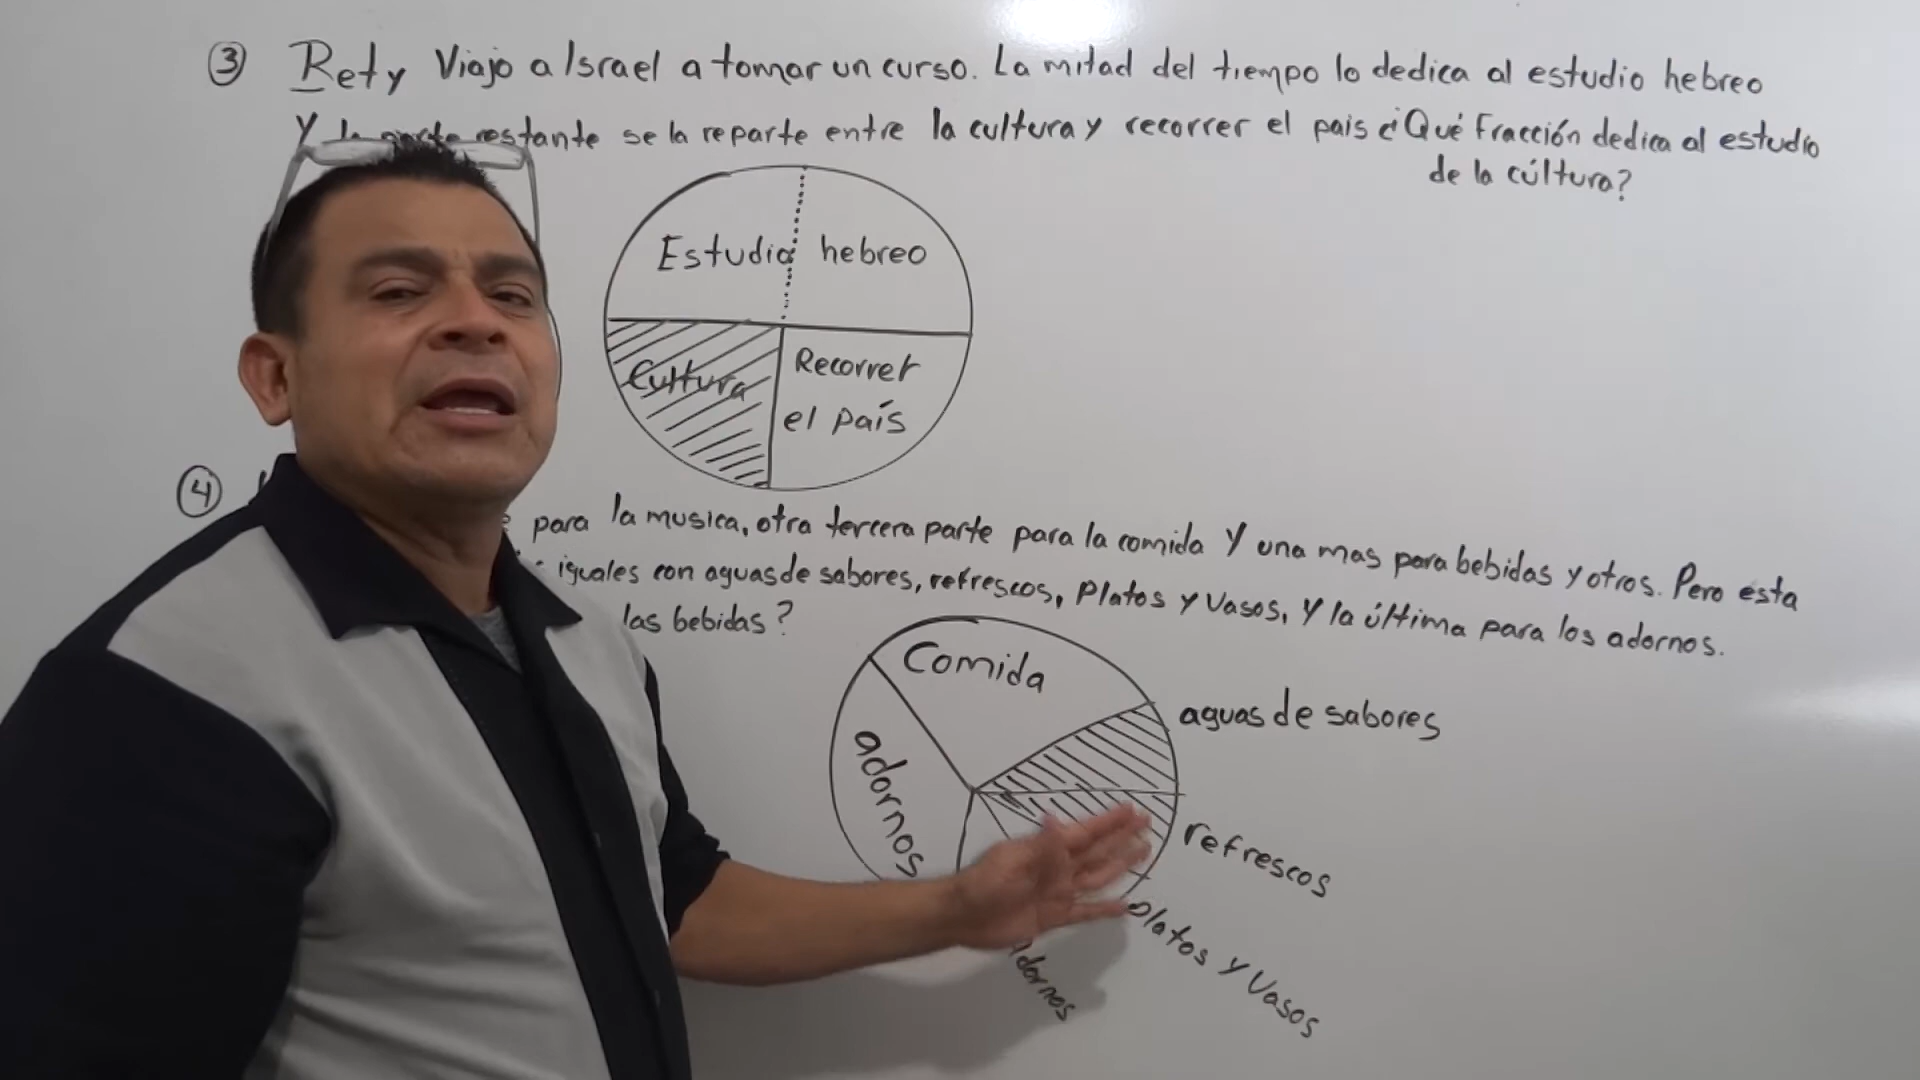 3 Bety Viajo a Israel a tomar un curso. La mitad del tiempo lo dedica al estudio hebreo
Y la parte restante se la reparte entre la cultura y recorrer el pais ¿Qué Fracción dedica al estudio
de la cúltura?
Estudio hebreo
Cultura
Recorrer
el país
4
para la musica, otra tercera parte para la comida Y una mas para bebidas y otros. Pero esta
iguales con aguas de sabores, refrescos, Platos y Vasos, Y la última para los adornos.
las bebidas?
Comida
aguas de sabores
adornos
refrescos
platos y Vasos
adornos